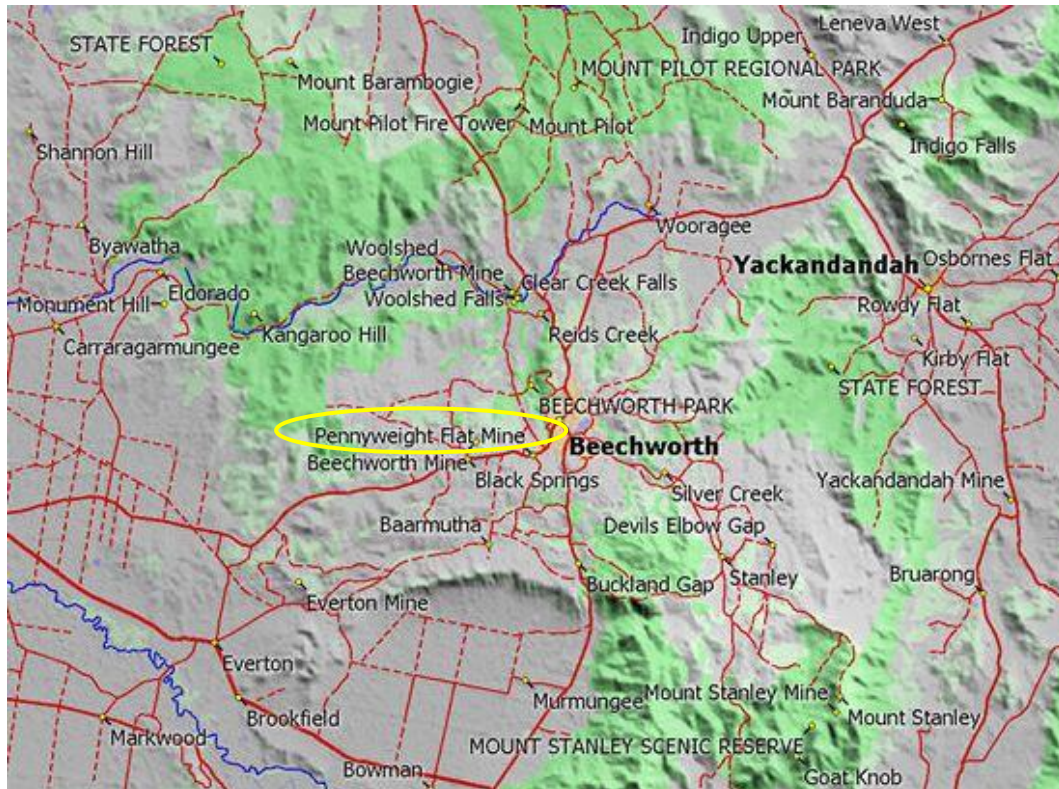 Leneva West
Indigo Upper
STATE FOREST
MOUNT PILOT REGIONAL PARK
Mount Barambogie
Mount Baranduda
Mount Pilot Fire Tower
Mount Pilot
Indigo Falls
Shannon Hill
Wooragee
Byawatha
Woolshed
Yackandandah
Osbornes Flat
Beechworth Mine
Clear Creek Falls
Monument Hill
Eldorado
Woolshed Falls
Rowdy Flat
Kangaroo Hill
Reids Creek
Carraragarmungee
Kirby Flat
STATE FOREST
BEECHWORTH PARK
Pennyweight Flat Mine
Beechworth
Beechworth Mine
Black Springs
Silver Creek
Yackandandah Mine
Baarmutha
Devils Elbow Gap
Buckland Gap
Stanley
Bruarong
Everton Mine
Everton
Murmungee
Mount Stanley Mine
Brookfield
Mount Stanley
Markwood
MOUNT STANLEY SCENIC RESERVE
Bowman
Goat Knob